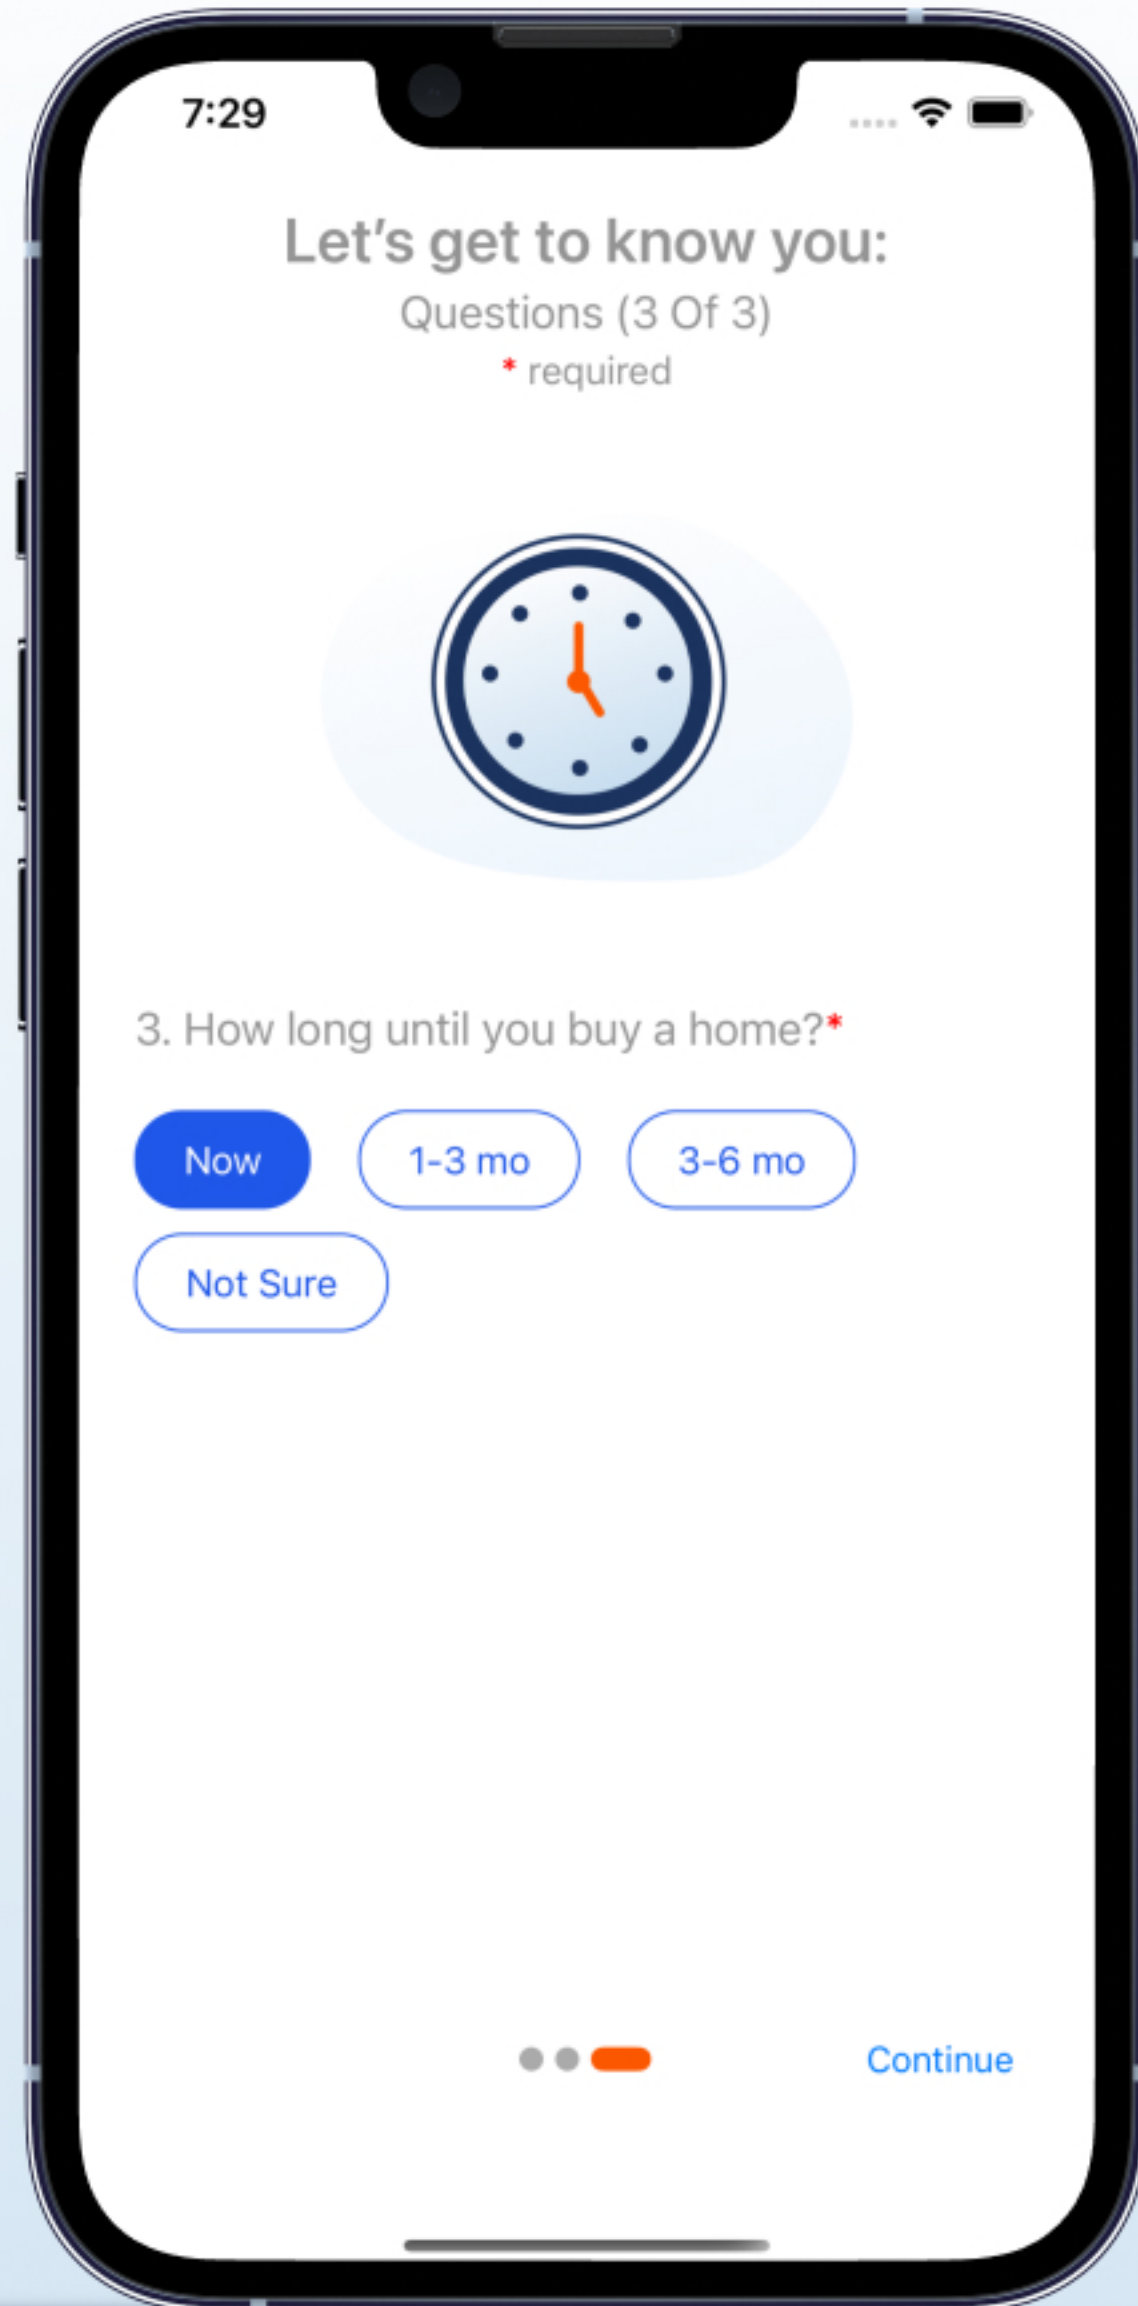 7:29
Let's get to know you:
Questions (3 Of 3)
* required
3. How long until you buy a home?*
Now 1-3 mo 3-6 mo
Not Sure
Continue